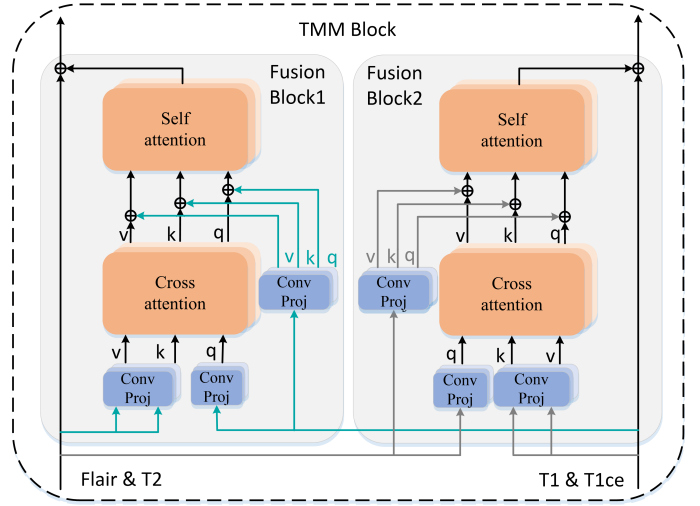 TMM Block
Fusion
Block1
Fusion
Block2
Self
attention
Self
attention
v k q
v k q
v k q
v k q
Cross
attention
Conv
Proj
Conv
Proj
Cross
attention
v k q
q k v
Conv
Proj
Conv
Proj
Conv
Proj
Conv
Proj
Flair & T2
T1 & T1ce